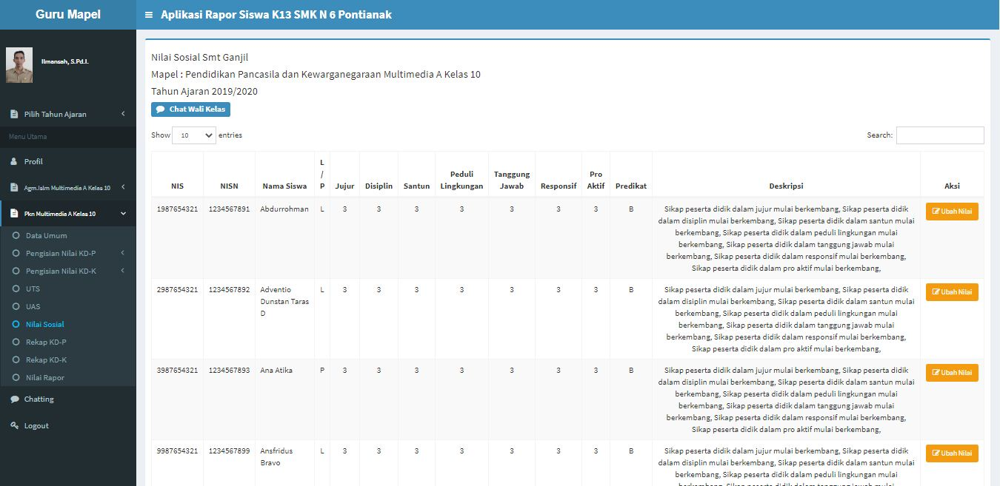 Guru Mapel
Aplikasi Rapor Siswa K13 SMK N 6 Pontianak
Ilmansah, S.Pd.I.
Pilih Tahun Ajaran
Menu Utama
Profil
Agm.Islm Multimedia A Kelas 10
Pkn Multimedia A Kelas 10
Data Umum
Pengisian Nilai KD-P
Pengisian Nilai KD-K
UTS
UAS
Nilai Sosial
Rekap KD-P
Rekap KD-K
Nilai Rapor
Chatting
Logout
Nilai Sosial Smt Ganjil
Mapel : Pendidikan Pancasila dan Kewarganegaraan Multimedia A Kelas 10
Tahun Ajaran 2019/2020
Chat Wali Kelas
Show 10 entries
Search:
NIS
NISN
Nama Siswa
L
/
P
Jujur
Disiplin
Santun
Peduli
Lingkungan
Tanggung
Jawab
Responsif
Pro
Aktif
Predikat
Deskripsi
Aksi
1987654321
1234567891
Abdurrohman
L
3
3
3
3
3
3
3
B
Sikap peserta didik dalam jujur mulai berkembang, Sikap peserta didik
dalam disiplin mulai berkembang, Sikap peserta didik dalam santun mulai
berkembang, Sikap peserta didik dalam peduli lingkungan mulai
berkembang, Sikap peserta didik dalam tanggung jawab mulai
berkembang, Sikap peserta didik dalam responsif mulai berkembang,
Sikap peserta didik dalam pro aktif mulai berkembang,
Ubah Nilai
2987654321
1234567892
Adventio
Dunstan Taras
D
L
3
3
3
3
3
3
3
B
Sikap peserta didik dalam jujur mulai berkembang, Sikap peserta didik
dalam disiplin mulai berkembang, Sikap peserta didik dalam santun mulai
berkembang, Sikap peserta didik dalam peduli lingkungan mulai
berkembang, Sikap peserta didik dalam tanggung jawab mulai
berkembang, Sikap peserta didik dalam responsif mulai berkembang,
Sikap peserta didik dalam pro aktif mulai berkembang,
Ubah Nilai
3987654321
1234567893
Ana Atika
P
3
3
3
3
3
3
3
B
Sikap peserta didik dalam jujur mulai berkembang, Sikap peserta didik
dalam disiplin mulai berkembang, Sikap peserta didik dalam santun mulai
berkembang, Sikap peserta didik dalam peduli lingkungan mulai
berkembang, Sikap peserta didik dalam tanggung jawab mulai
berkembang, Sikap peserta didik dalam responsif mulai berkembang,
Sikap peserta didik dalam pro aktif mulai berkembang,
Ubah Nilai
9987654321
1234567899
Ansfridus
Bravo
L
3
3
3
3
3
3
3
B
Sikap peserta didik dalam jujur mulai berkembang, Sikap peserta didik
dalam disiplin mulai berkembang, Sikap peserta didik dalam santun mulai
berkembang, Sikap peserta didik dalam peduli lingkungan mulai
Ubah Nilai